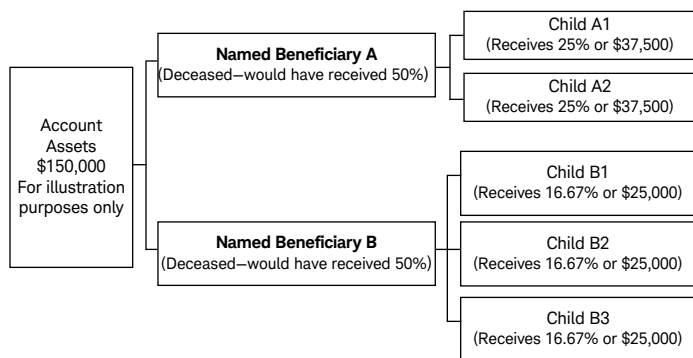 Account
Assets
$150,000
For illustration
purposes only
Named Beneficiary A
(Deceased—would have received 50%)
Child A1
(Receives 25% or $37,500)
Child A2
(Receives 25% or $37,500)
Named Beneficiary B
(Deceased—would have received 50%)
Child B1
(Receives 16.67% or $25,000)
Child B2
(Receives 16.67% or $25,000)
Child B3
(Receives 16.67% or $25,000)